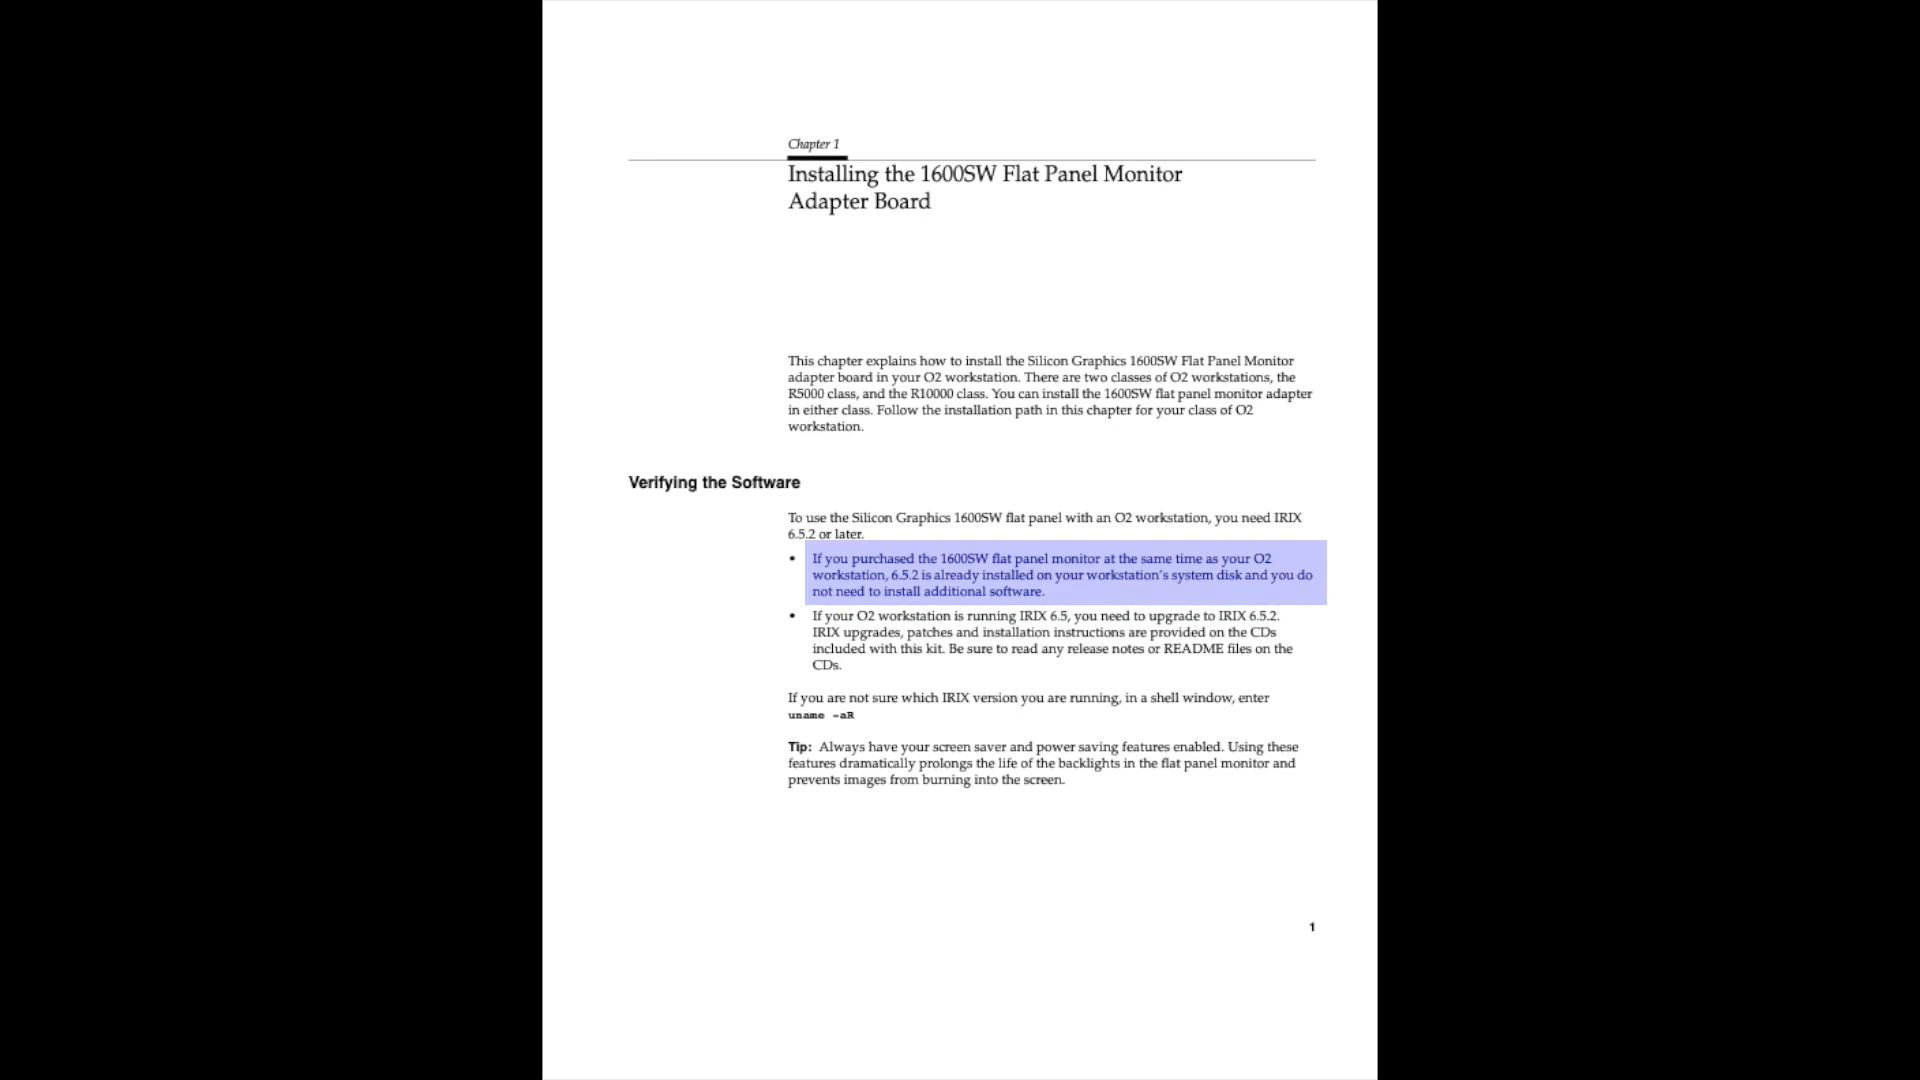 Chapter 1
Installing the 1600SW Flat Panel Monitor
Adapter Board
This chapter explains how to install the Silicon Graphics 1600SW Flat Panel Monitor
adapter board in your O2 workstation. There are two classes of O2 workstations, the
R5000 class, and the R10000 class. You can install the 1600SW flat panel monitor adapter
in either class. Follow the installation path in this chapter for your class of O2
workstation.
Verifying the Software
To use the Silicon Graphics 1600SW flat panel with an O2 workstation, you need IRIX
6.5.2 or later.
• If you purchased the 1600SW flat panel monitor at the same time as your O2
workstation, 6.5.2 is already installed on your workstation's system disk and you do
not need to install additional software.
• If your O2 workstation is running IRIX 6.5, you need to upgrade to IRIX 6.5.2.
IRIX upgrades, patches and installation instructions are provided on the CDs
included with this kit. Be sure to read any release notes or README files on the
CDs.
If you are not sure which IRIX version you are running, in a shell window, enter
uname -aR
Tip: Always have your screen saver and power saving features enabled. Using these
features dramatically prolongs the life of the backlights in the flat panel monitor and
prevents images from burning into the screen.
1